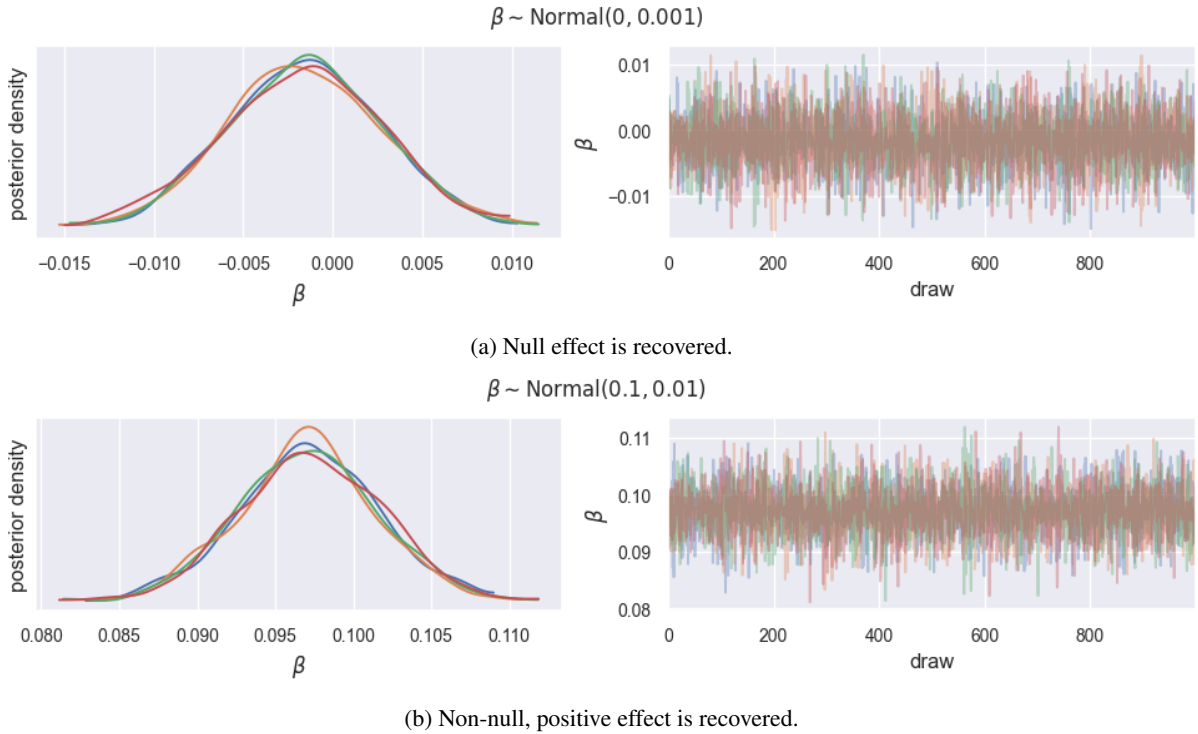 β ~ Normal(0, 0.001)
posterior density
−0.015 −0.010 −0.005 0.000 0.005 0.010
β
β
0.01
0.00
−0.01
0 200 400 600 800
draw
(a) Null effect is recovered.
β ~ Normal(0.1, 0.01)
posterior density
0.080 0.085 0.090 0.095 0.100 0.105 0.110
β
β
0.11
0.10
0.09
0.08
0 200 400 600 800
draw
(b) Non-null, positive effect is recovered.